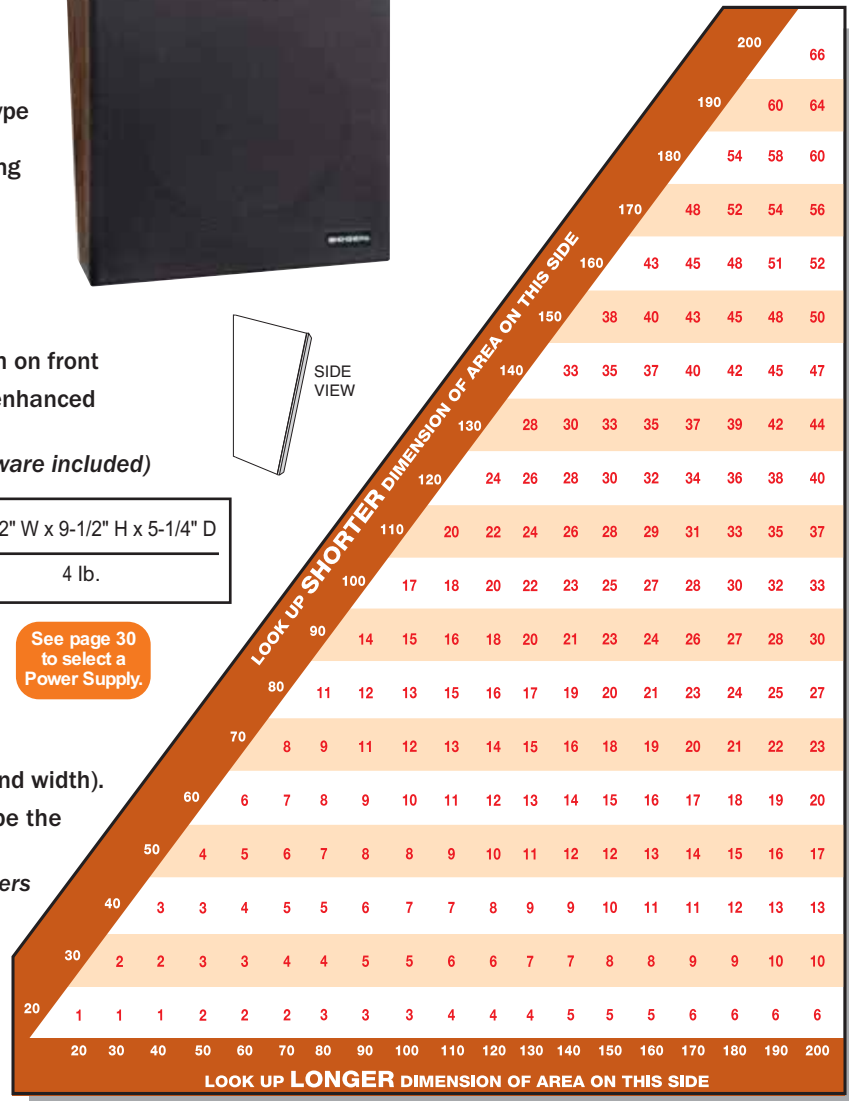 ype
ng
BOGEN
n on front
enhanced
ware included)
SIDE
VIEW
2" W x 9-1/2" H x 5-1/4" D
4 lb.
See page 30
to select a
Power Supply.
nd width).
be the
ers
LOOK UP SHORTER DIMENSION OF AREA ON THIS SIDE
200 66
190 60 64
180 54 58 60
170 48 52 54 56
160 43 45 48 51 52
150 38 40 43 45 48 50
140 33 35 37 40 42 45 47
130 28 30 33 35 37 39 42 44
120 24 26 28 30 32 34 36 38 40
110 20 22 24 26 28 29 31 33 35 37
100 17 18 20 22 23 25 27 28 30 32 33
90 14 15 16 18 20 21 23 24 26 27 28 30
80 11 12 13 15 16 17 19 20 21 23 24 25 27
70 8 9 11 12 13 14 15 16 18 19 20 21 22 23
60 6 7 8 9 10 11 12 13 14 15 16 17 18 19 20
50 4 5 6 7 8 8 9 10 11 12 12 13 14 15 16 17
40 3 3 4 5 5 6 7 7 8 9 9 10 11 11 12 13 13
30 2 2 3 3 4 4 5 5 6 6 7 7 8 8 9 9 10 10
20 1 1 1 2 2 2 3 3 3 4 4 4 5 5 5 6 6 6 6
20 30 40 50 60 70 80 90 100 110 120 130 140 150 160 170 180 190 200
LOOK UP LONGER DIMENSION OF AREA ON THIS SIDE